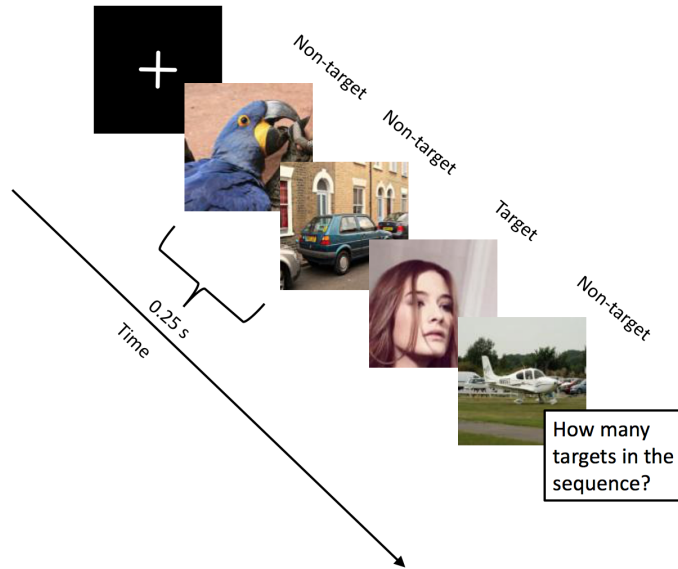 Non-target
Non-target
Target
Non-target
0.25 s
Time
How many
targets in the
sequence?